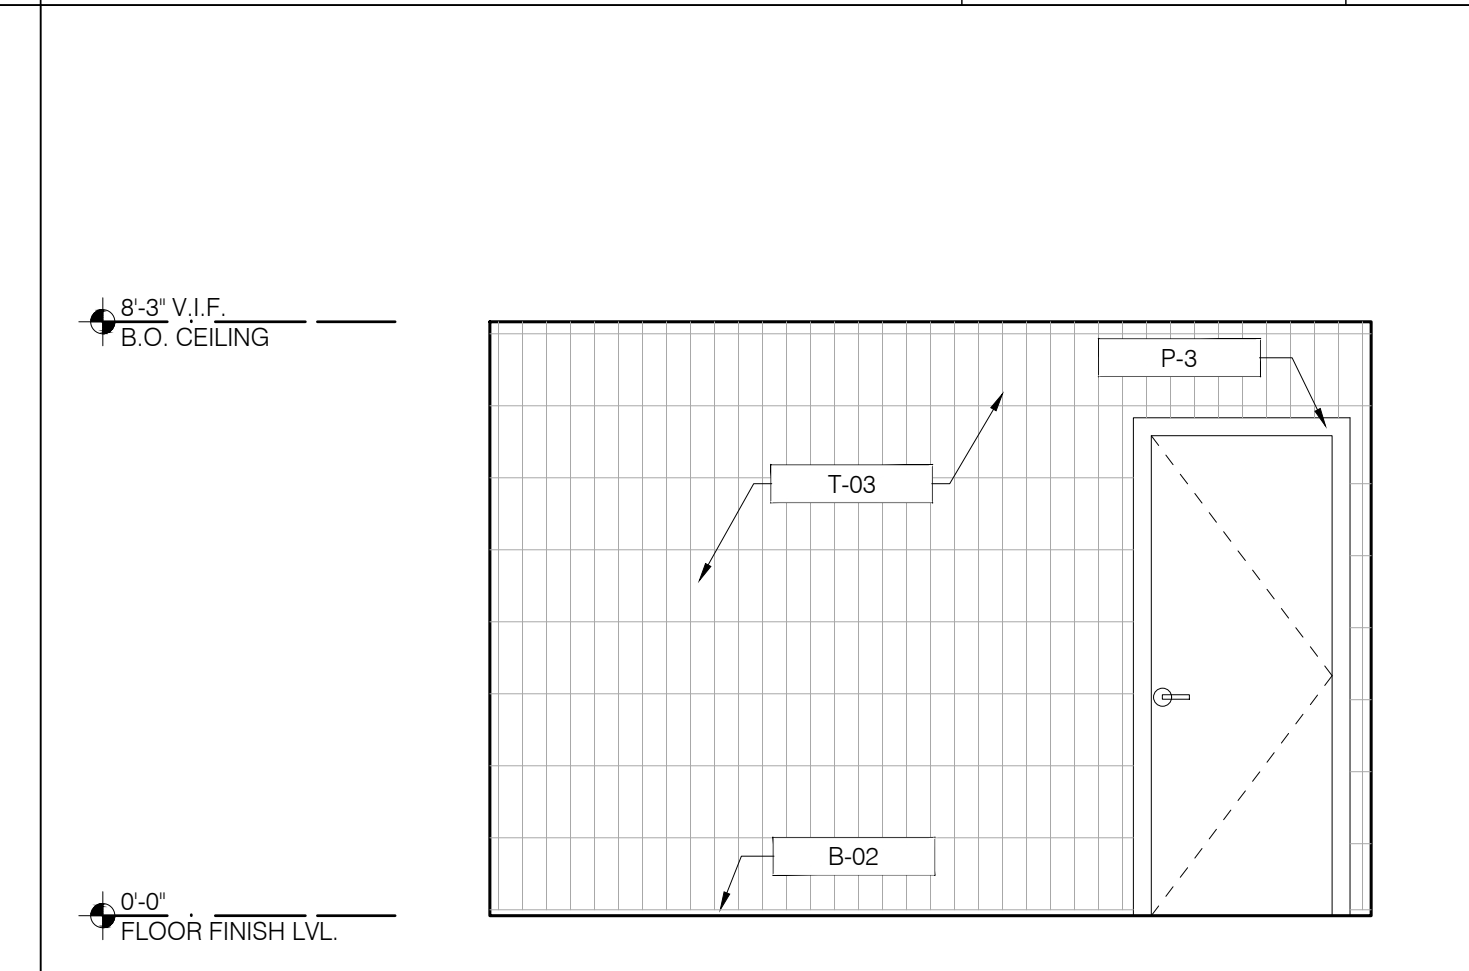 8'-3" V.I.F.
B.O. CEILING
P-3
T-03
B-02
0'-0"
FLOOR FINISH LVL.